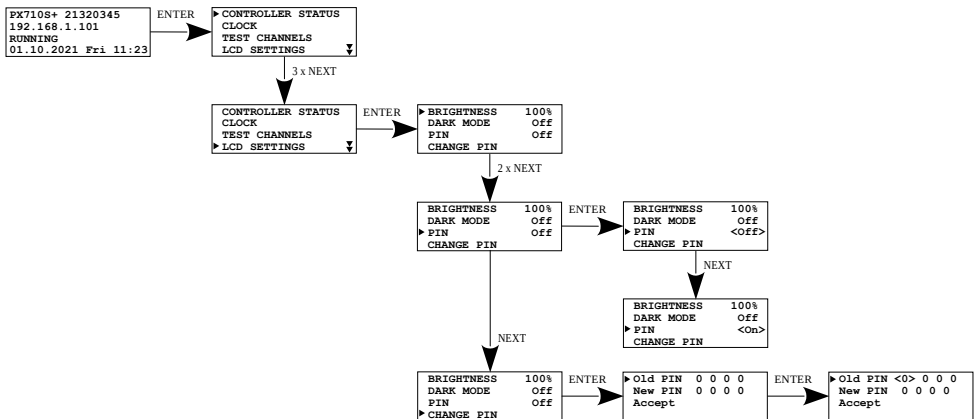 PX710S+ 21320345
192.168.1.101
RUNNING
01.10.2021 Fri 11:23
ENTER
CONTROLLER STATUS
CLOCK
TEST CHANNELS
LCD SETTINGS
3 x NEXT
CONTROLLER STATUS
CLOCK
TEST CHANNELS
LCD SETTINGS
ENTER
BRIGHTNESS 100%
DARK MODE Off
PIN Off
CHANGE PIN
2 x NEXT
BRIGHTNESS 100%
DARK MODE Off
PIN Off
CHANGE PIN
ENTER
BRIGHTNESS 100%
DARK MODE Off
PIN <Off>
CHANGE PIN
NEXT
BRIGHTNESS 100%
DARK MODE Off
PIN <On>
CHANGE PIN
NEXT
BRIGHTNESS 100%
DARK MODE Off
PIN Off
CHANGE PIN
ENTER
Old PIN 0 0 0 0
New PIN 0 0 0 0
Accept
ENTER
Old PIN <0> 0 0 0
New PIN 0 0 0 0
Accept